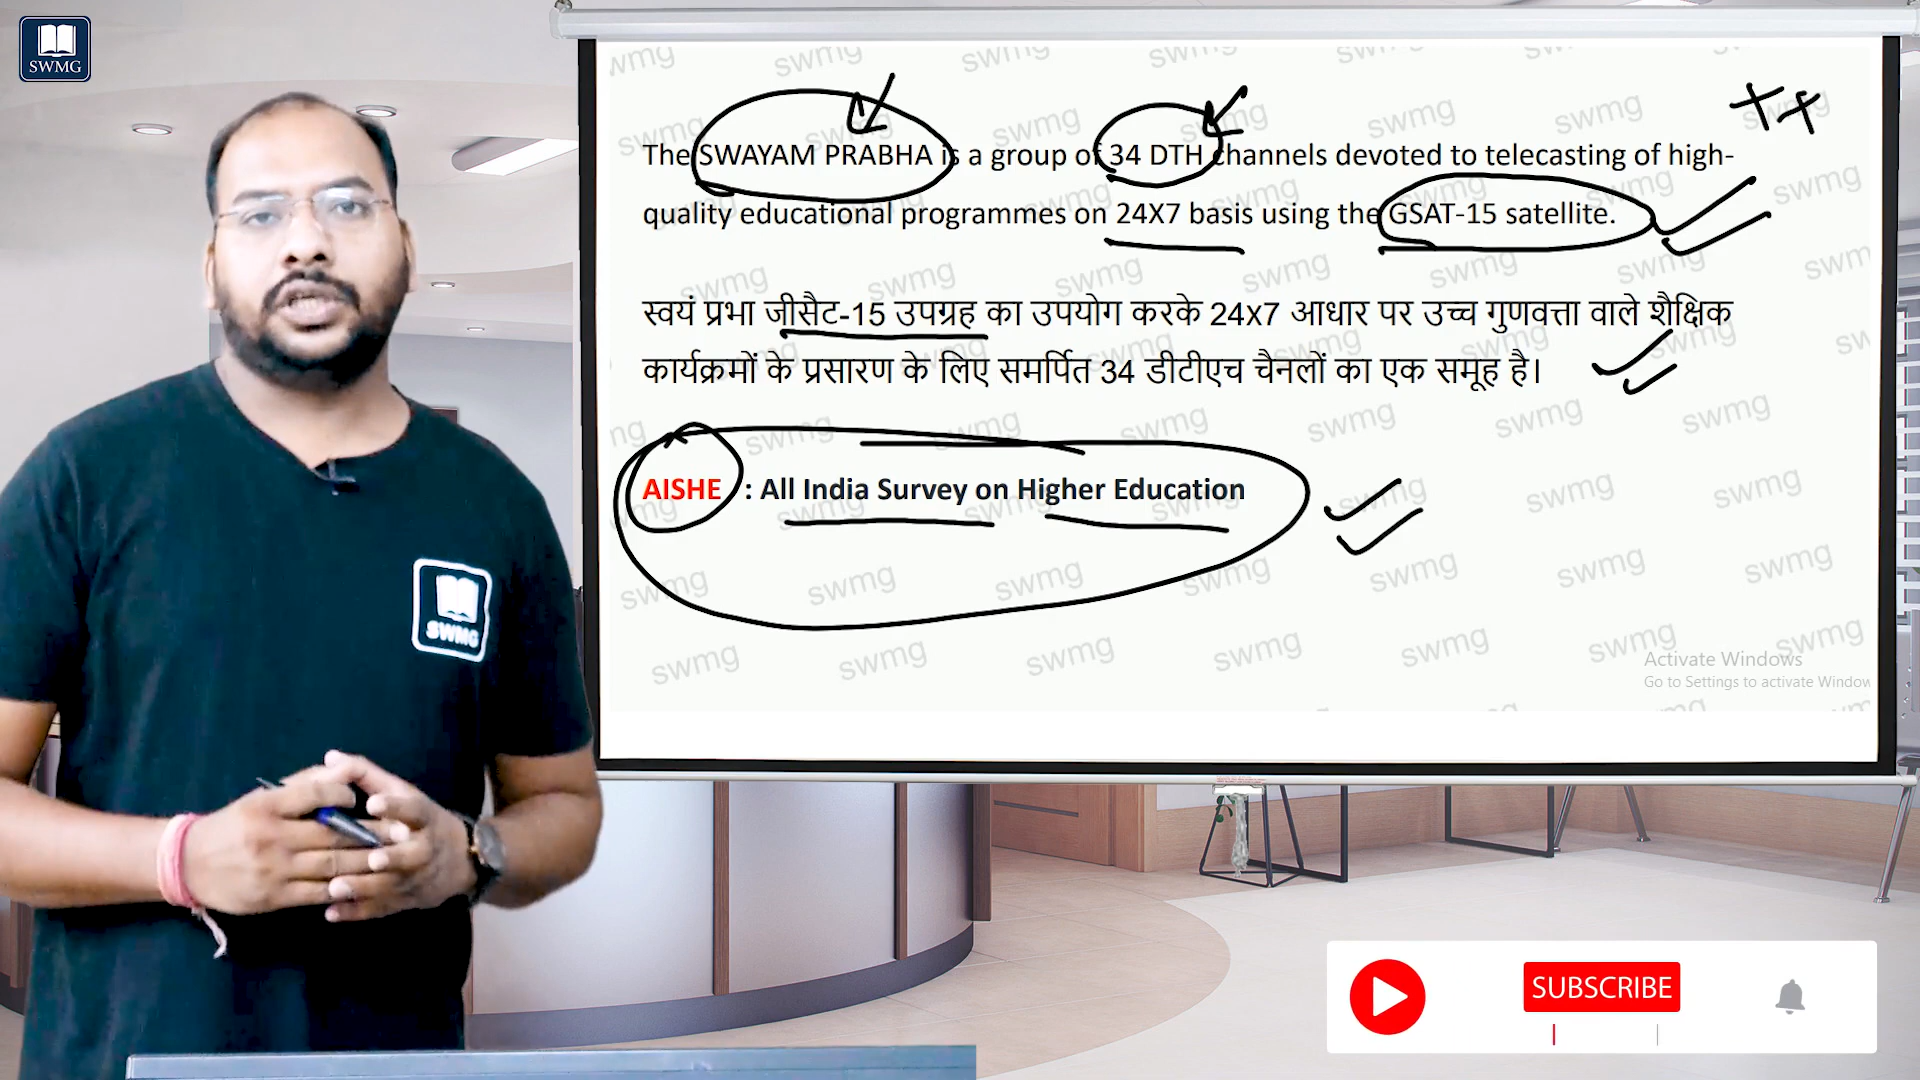 SWMG
The SWAYAM PRABHA is a group of 34 DTH channels devoted to telecasting of high-
quality educational programmes on 24X7 basis using the GSAT-15 satellite.
स्वयं प्रभा जीसैट-15 उपग्रह का उपयोग करके 24x7 आधार पर उच्च गुणवत्ता वाले शैक्षिक
कार्यक्रमों के प्रसारण के लिए समर्पित 34 डीटीएच चैनलों का एक समूह है।
AISHE : All India Survey on Higher Education
SWMG
Activate Windows
Go to Settings to activate Window
SUBSCRIBE